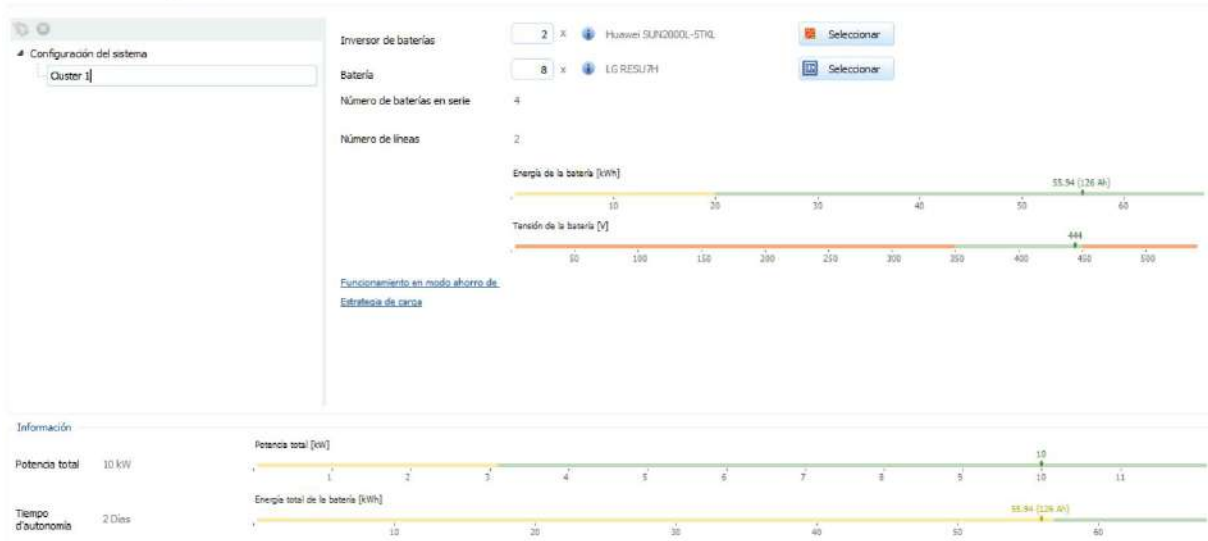 Configuración del sistema
Cluster 1
Inversor de baterías 2 x Huawei SUN2000L-5TKL Seleccionar
Batería 8 x LG RESU7H Seleccionar
Número de baterías en serie 4
Número de líneas 2
Energía de la batería [kWh]
55.94 (126 Ah)
10 20 30 40 50 60
Tensión de la batería [V]
444
50 100 150 200 250 300 350 400 450 500
Funcionamiento en modo ahorro de
Estrategia de carga
Información
Potencia total [kW]
Potencia total 10 kW
10
1 2 3 4 5 6 7 8 9 10 11
Energía total de la batería [kWh]
Tiempo d'autonomía 2 Días
55.94 (126 Ah)
10 20 30 40 50 60